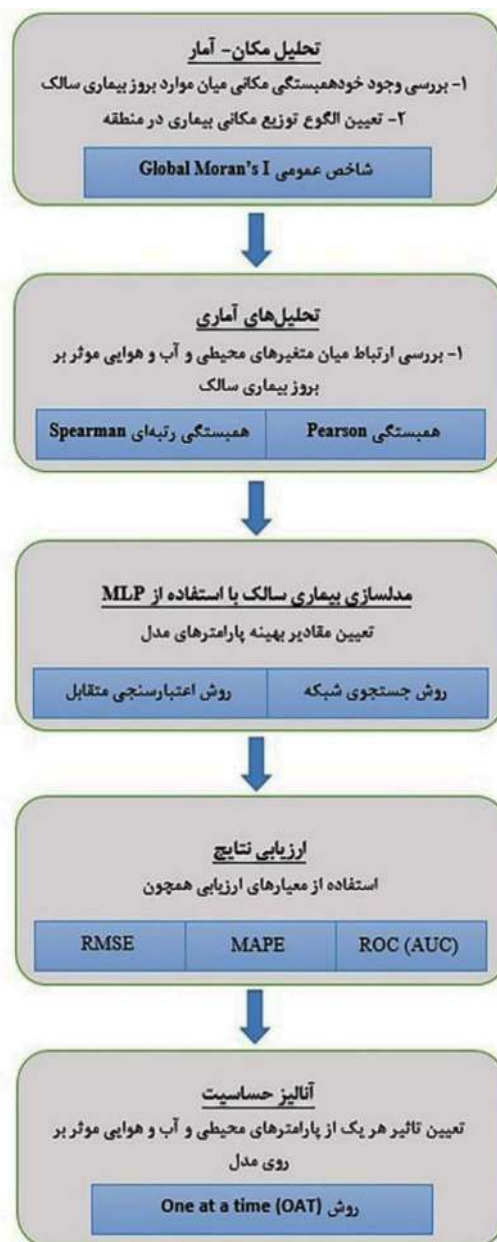 تحلیل مکان- آمار
۱- بررسی وجود خودهمبستگی مکانی میان موارد بروز بیماری سالک
۲- تعیین الگوع توزیع مکانی بیماری در منطقه
شاخص عمومی Global Moran's I
تحلیل‌های آماری
۱- بررسی ارتباط میان متغیرهای محیطی و آب و هوایی موثر بر
بروز بیماری سالک
همبستگی Pearson
همبستگی رتبه‌ای Spearman
مدلسازی بیماری سالک با استفاده از MLP
تعیین مقادیر بهینه پارامترهای مدل
روش جستجوی شبکه
روش اعتبارسنجی متقابل
ارزیابی نتایج
استفاده از معیارهای ارزیابی همچون
RMSE
MAPE
ROC (AUC)
آنالیز حساسیت
تعیین تاثیر هر یک از پارامترهای محیطی و آب و هوایی موثر بر
روی مدل
روش One at a time (OAT)